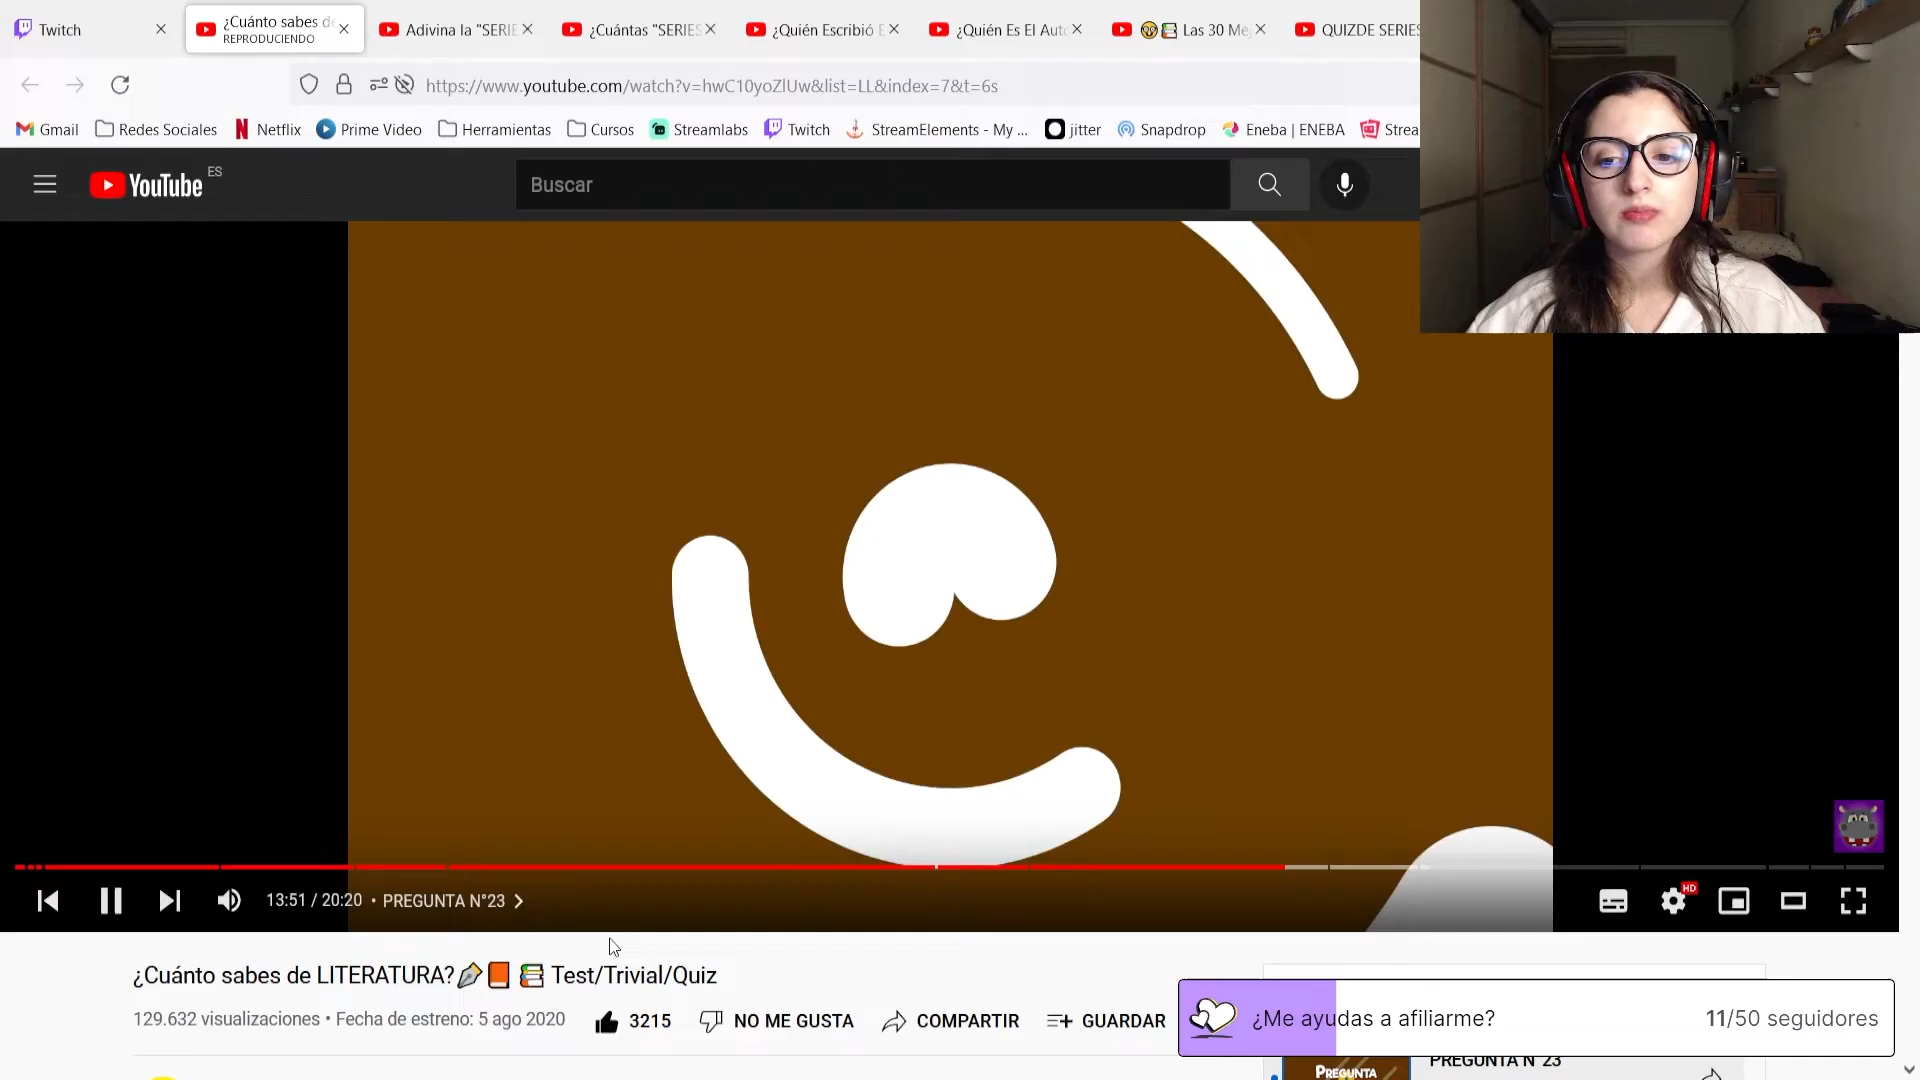 Twitch
¿Cuánto sabes de
REPRODUCIENDO
Adivina la "SERIE
¿Cuántas "SERIES
¿Quién Escribió E
¿Quién Es El Auto
Las 30 Me
QUIZDE SERIES
https://www.youtube.com/watch?v=hwC10yoZlUw&list=LL&index=7&t=6s
Gmail
Redes Sociales
Netflix
Prime Video
Herramientas
Cursos
Streamlabs
Twitch
StreamElements - My ...
jitter
Snapdrop
Eneba | ENEBA
Strea
YouTube ES
Buscar
13:51 / 20:20 • PREGUNTA N°23
HD
¿Cuánto sabes de LITERATURA? Test/Trivial/Quiz
129.632 visualizaciones • Fecha de estreno: 5 ago 2020
3215
NO ME GUSTA
COMPARTIR
GUARDAR
¿Me ayudas a afiliarme?
11/50 seguidores
PREGUNTA
PREGUNTA N°23